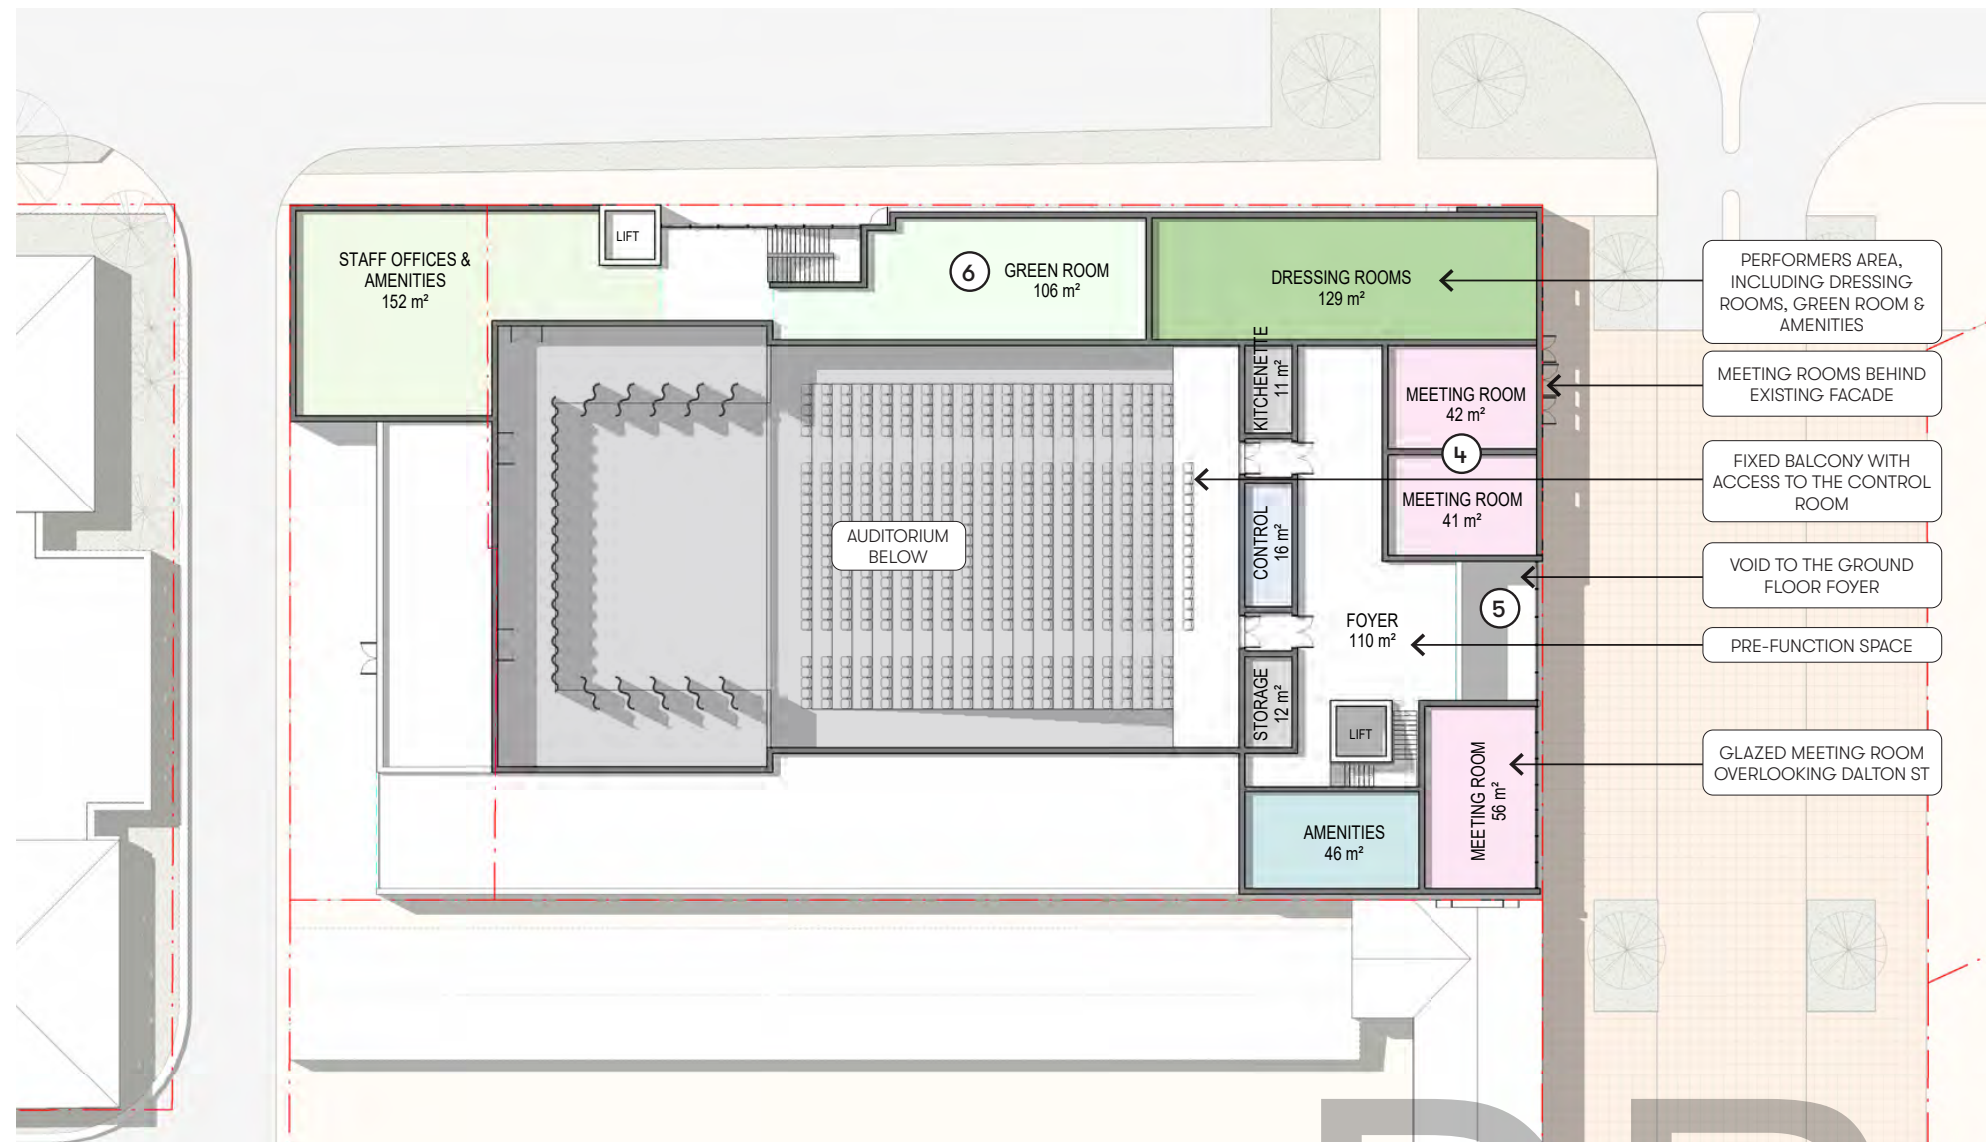 STAFF OFFICES &
AMENITIES
152 m²
LIFT
6
GREEN ROOM
106 m²
DRESSING ROOMS
129 m²
KITCHENETTE
11 m²
MEETING ROOM
42 m²
4
MEETING ROOM
41 m²
AUDITORIUM
BELOW
CONTROL
16 m²
5
FOYER
110 m²
STORAGE
12 m²
LIFT
MEETING ROOM
56 m²
AMENITIES
46 m²
PERFORMERS AREA,
INCLUDING DRESSING
ROOMS, GREEN ROOM &
AMENITIES
MEETING ROOMS BEHIND
EXISTING FACADE
FIXED BALCONY WITH
ACCESS TO THE CONTROL
ROOM
VOID TO THE GROUND
FLOOR FOYER
PRE-FUNCTION SPACE
GLAZED MEETING ROOM
OVERLOOKING DALTON ST